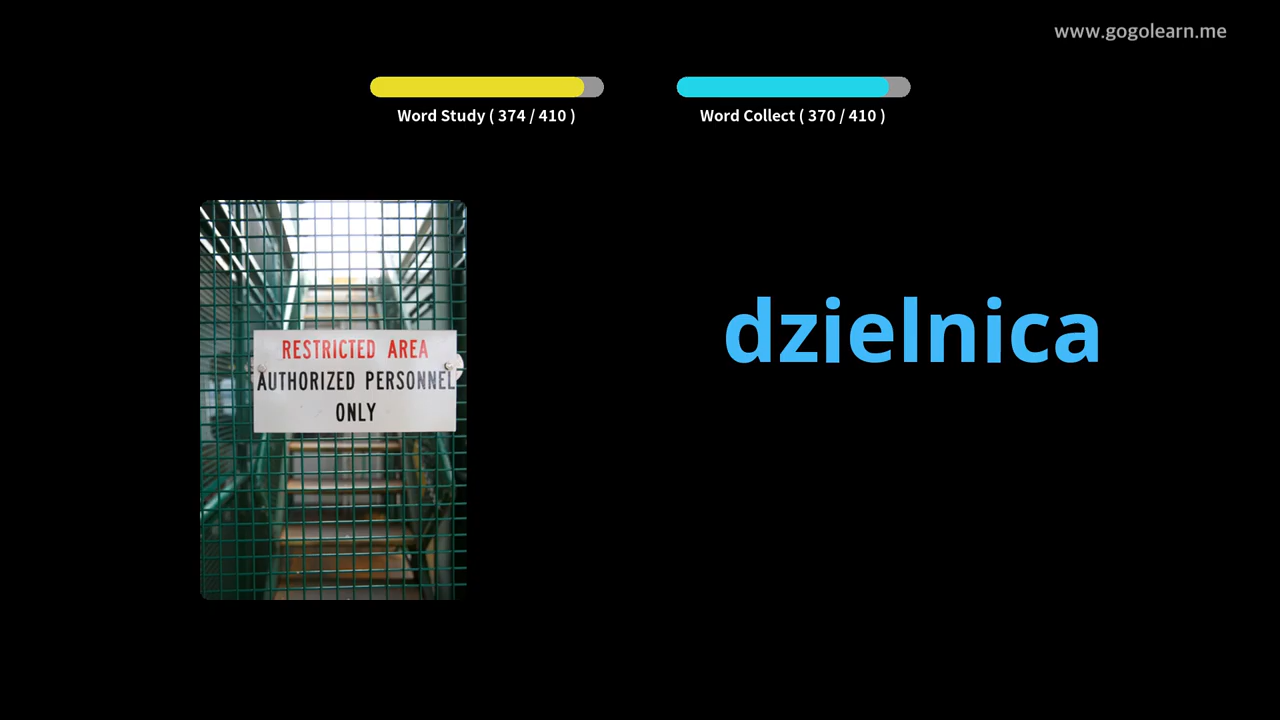 www.gogolearn.me
Word Study ( 374 / 410 )
Word Collect ( 370 / 410 )
RESTRICTED AREA
AUTHORIZED PERSONNEL
ONLY
dzielnica